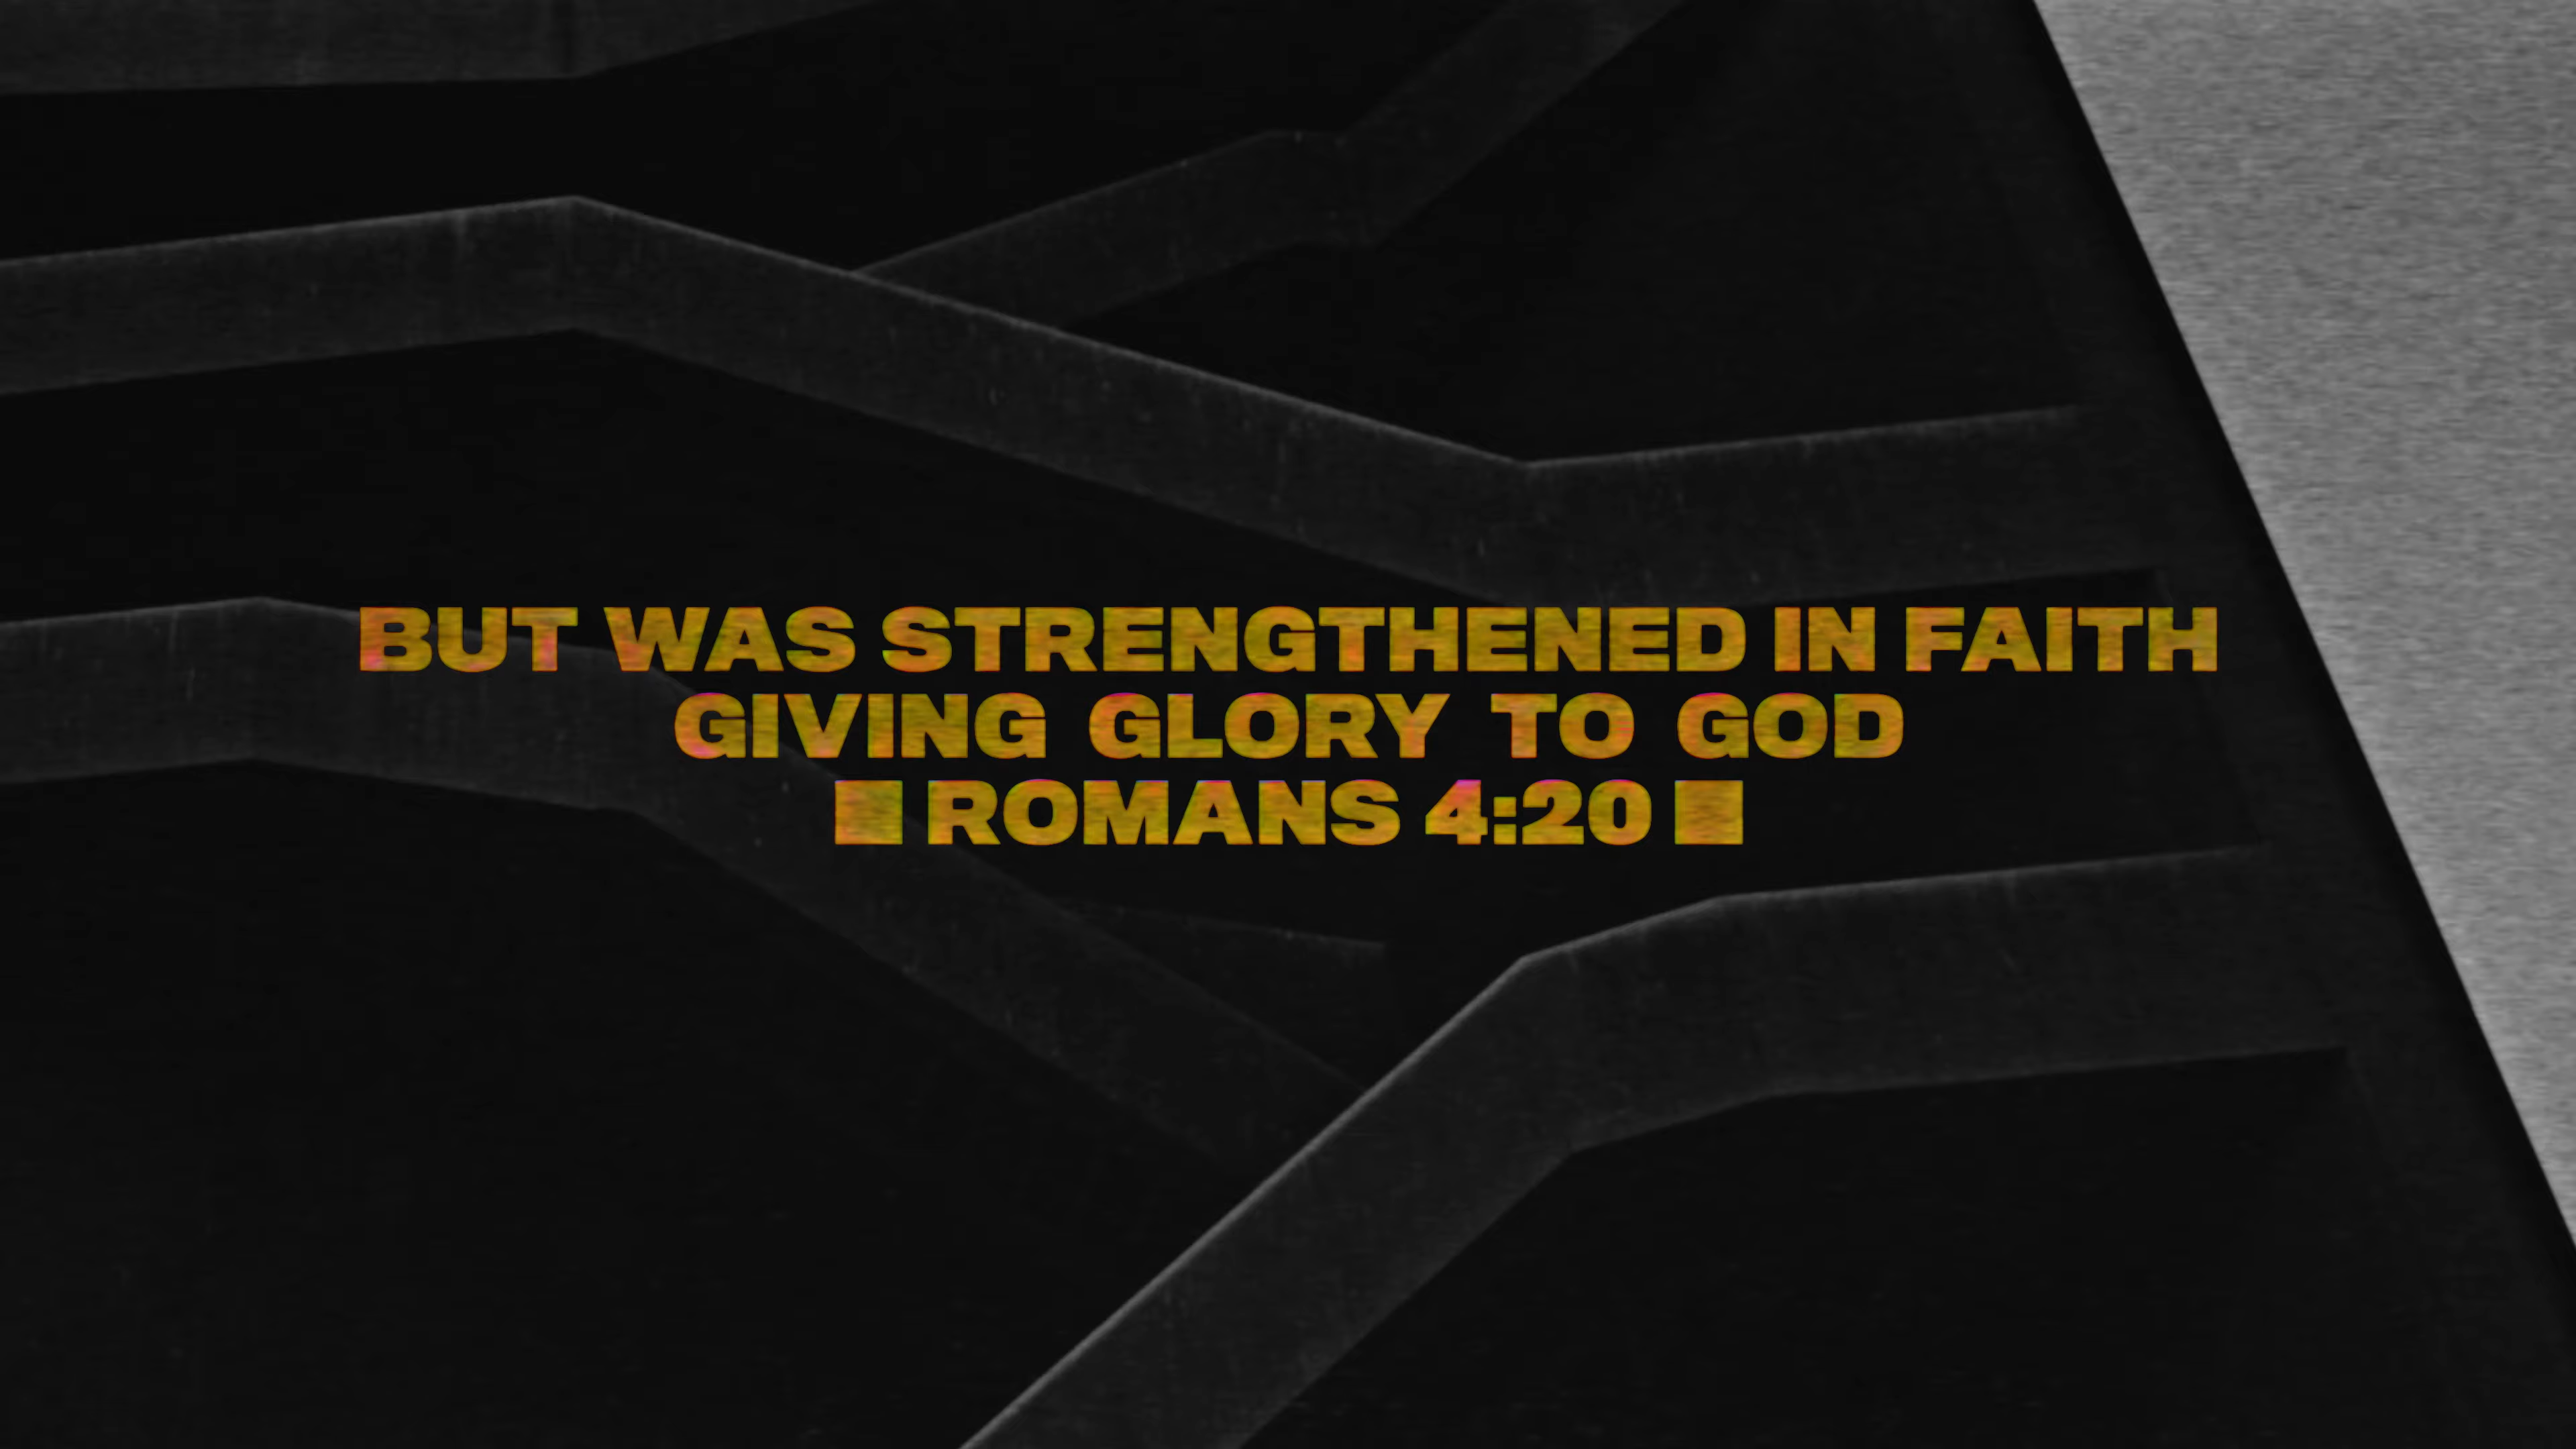 BUT WAS STRENGTHENED IN FAITH
GIVING GLORY TO GOD
■ ROMANS 4:20 ■